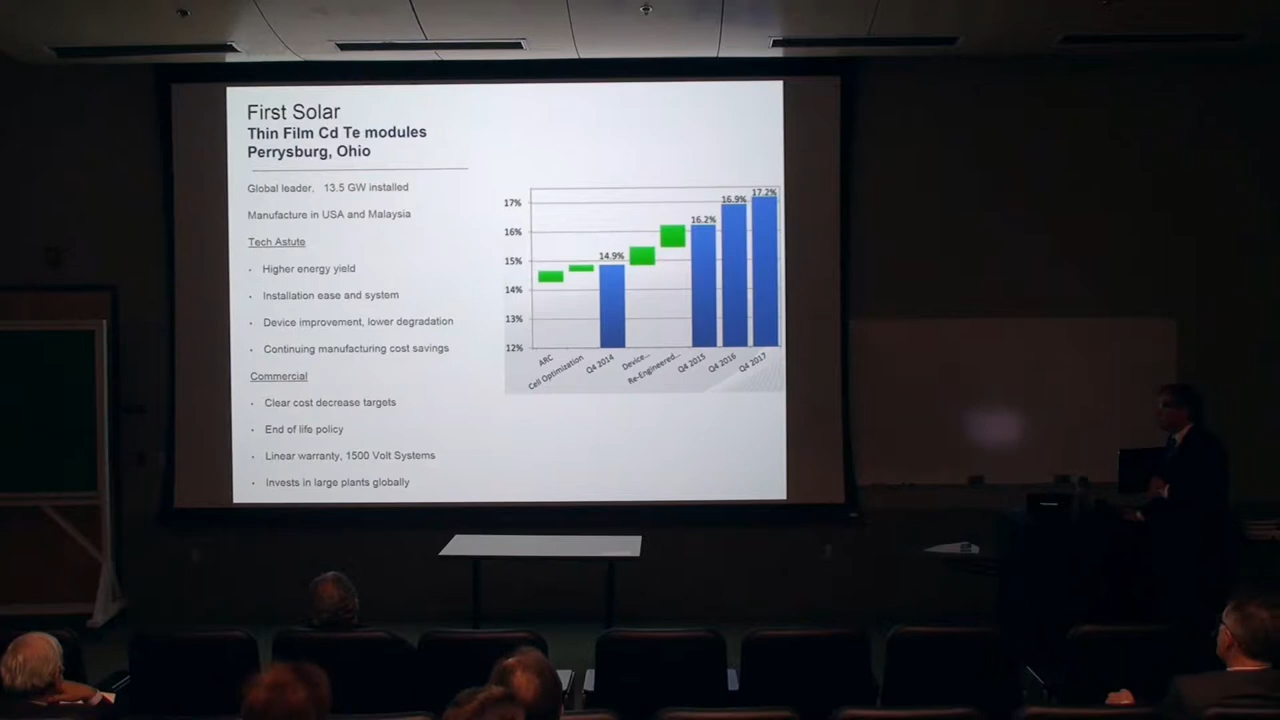 First Solar
Thin Film Cd Te modules
Perrysburg, Ohio
Global leader. 13.5 GW installed
Manufacture in USA and Malaysia
Tech Astute
· Higher energy yield
· Installation ease and system
· Device improvement, lower degradation
· Continuing manufacturing cost savings
Commercial
· Clear cost decrease targets
· End of life policy
· Linear warranty, 1500 Volt Systems
· Invests in large plants globally
17%
16%
15%
14%
13%
12%
14.9%
16.2%
16.9%
17.2%
ARC
Cell Optimization
Q4 2014
Device...
Re-Engineered...
Q4 2015
Q4 2016
Q4 2017